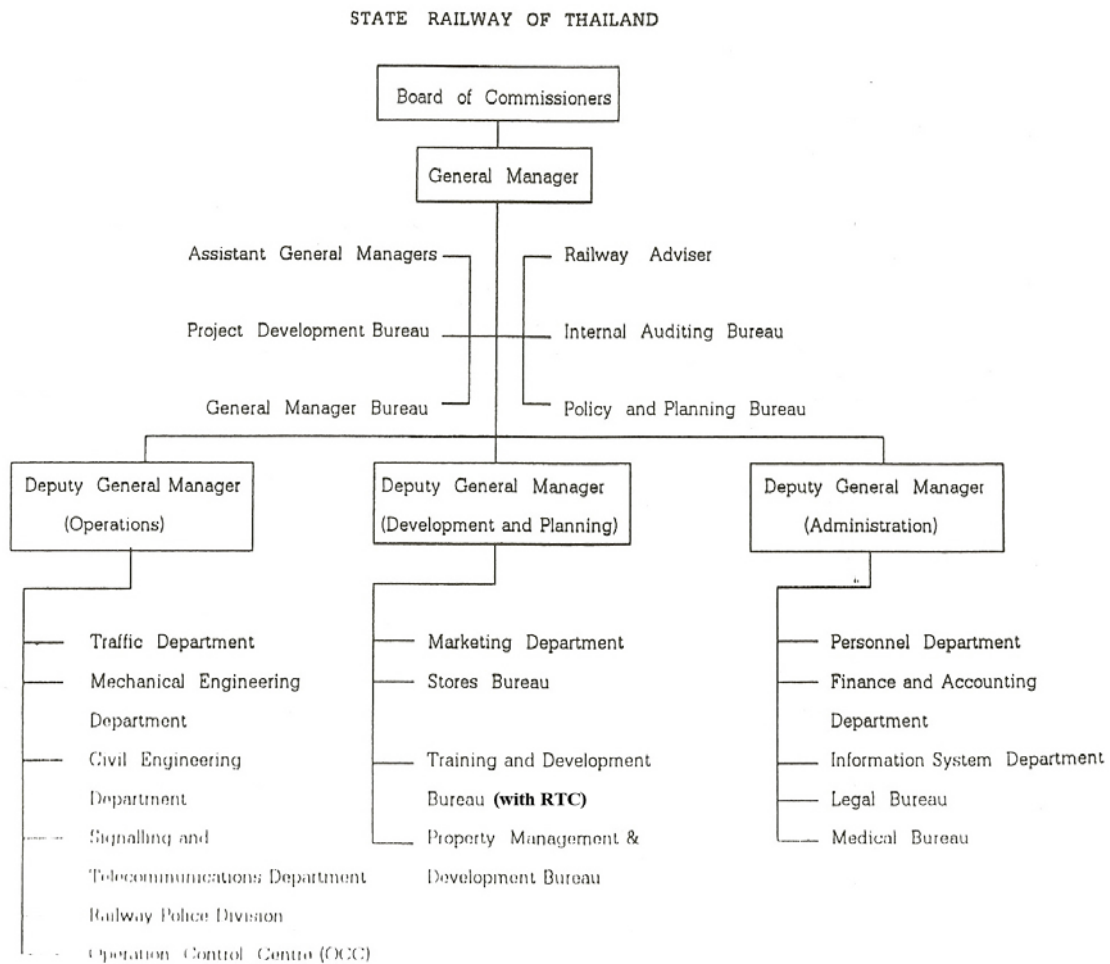 STATE RAILWAY OF THAILAND
Board of Commissioners
General Manager
Assistant General Managers
Railway Adviser
Project Development Bureau
Internal Auditing Bureau
General Manager Bureau
Policy and Planning Bureau
Deputy General Manager
(Operations)
Deputy General Manager
(Development and Planning)
Deputy General Manager
(Administration)
Traffic Department
Mechanical Engineering
Department
Civil Engineering
Department
Signalling and
Telecommunications Department
Railway Police Division
Operation Control Centre (OCC)
Marketing Department
Stores Bureau
Training and Development
Bureau (with RTC)
Property Management &
Development Bureau
Personnel Department
Finance and Accounting
Department
Information System Department
Legal Bureau
Medical Bureau